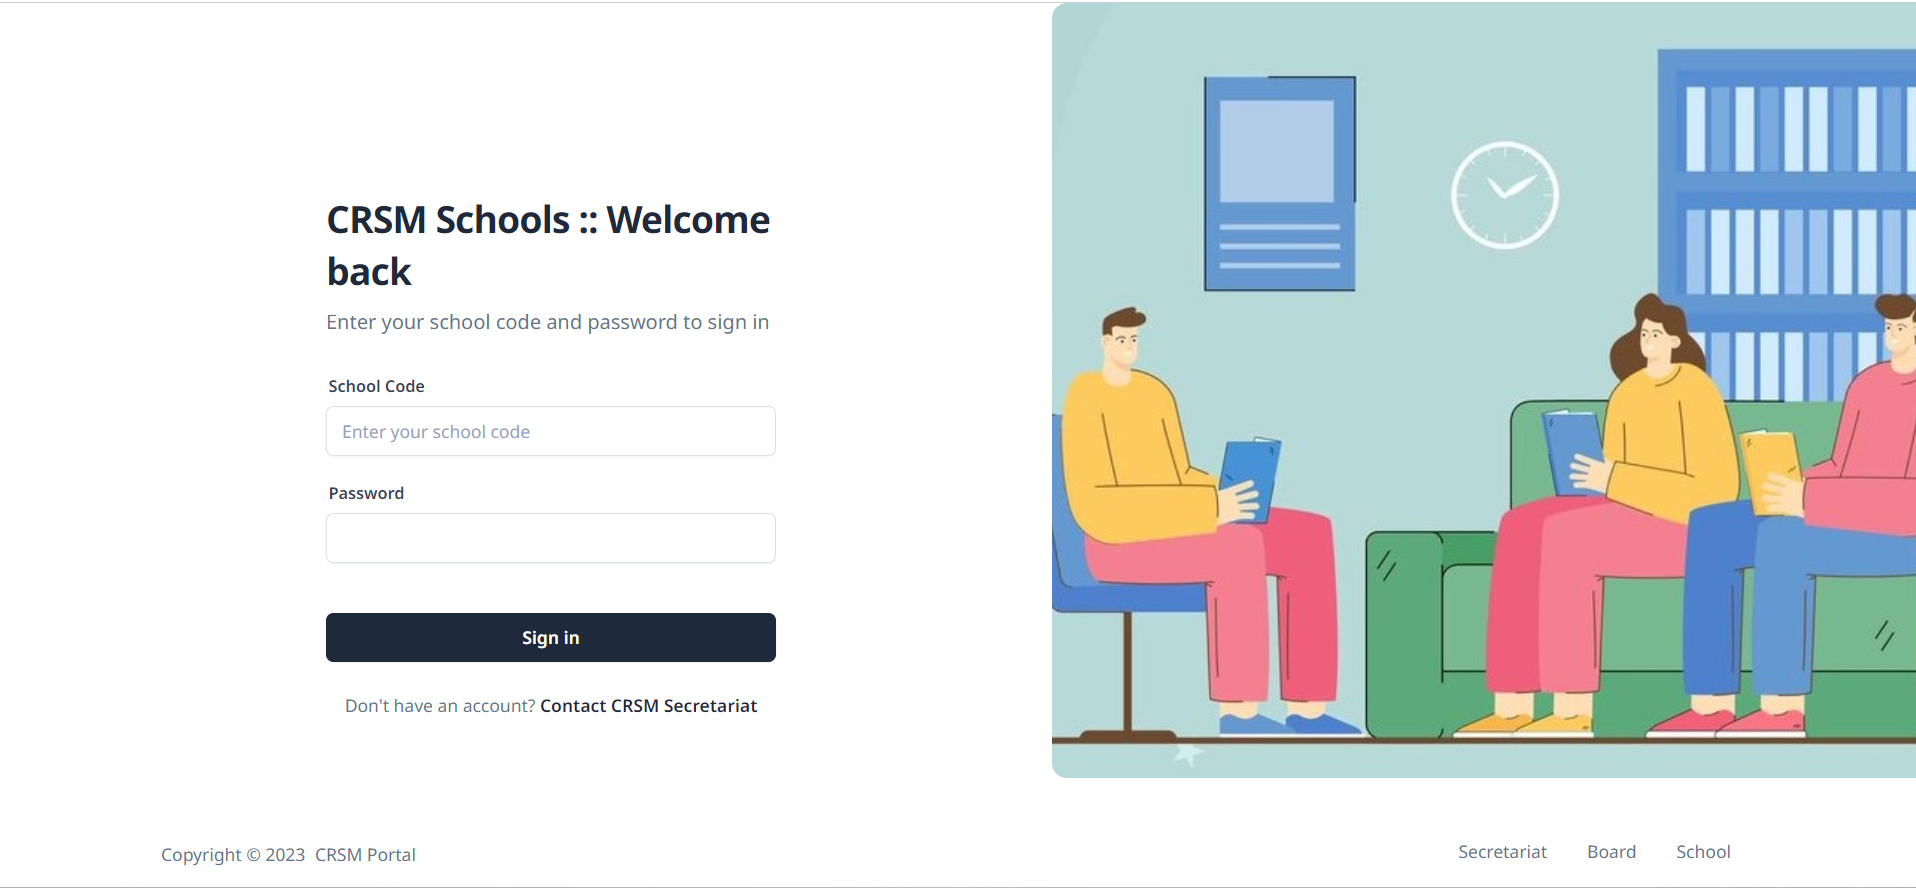 CRSM Schools :: Welcome
back
Enter your school code and password to sign in
School Code
Enter your school code
Password
Sign in
Don't have an account? Contact CRSM Secretariat
Copyright © 2023 CRSM Portal
Secretariat Board School